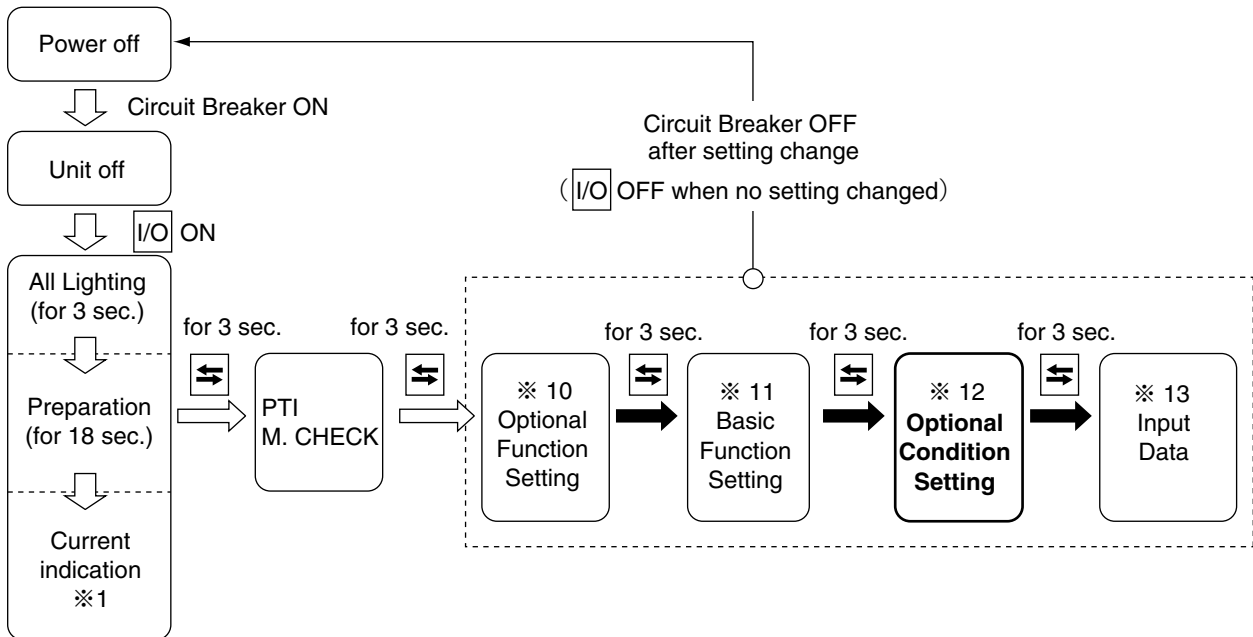 Power off
Circuit Breaker ON
Unit off
I/O ON
All Lighting
(for 3 sec.)
Preparation
(for 18 sec.)
Current
indication
※1
for 3 sec.
PTI
M. CHECK
for 3 sec.
Circuit Breaker OFF
after setting change
( I/O OFF when no setting changed)
※ 10
Optional
Function
Setting
for 3 sec.
※ 11
Basic
Function
Setting
for 3 sec.
※ 12
Optional
Condition
Setting
for 3 sec.
※ 13
Input
Data